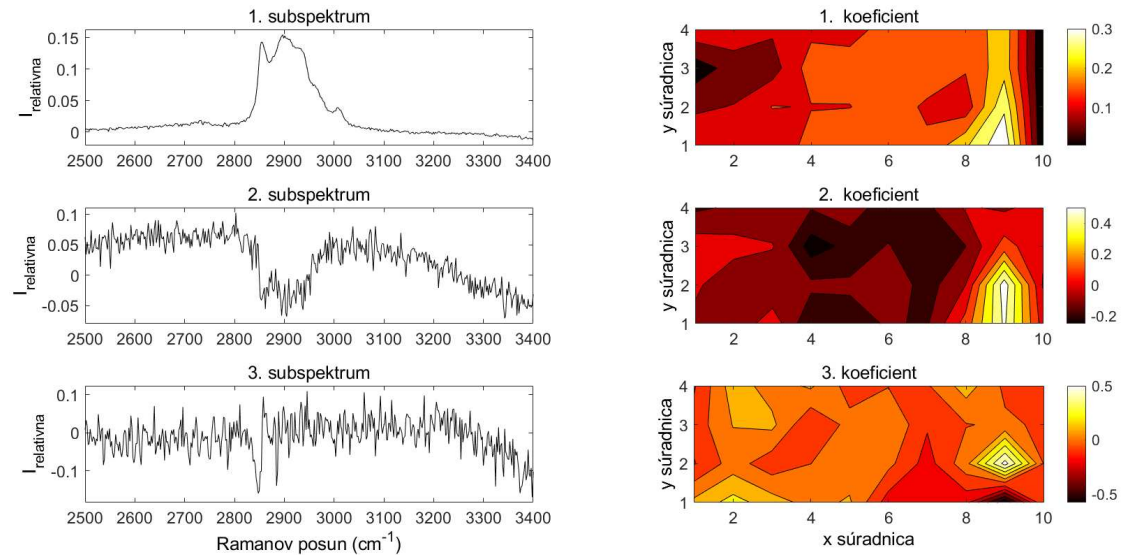 1. subspektrum
0.15
0.1
0.05
0
I relativna
2500 2600 2700 2800 2900 3000 3100 3200 3300 3400
1. koeficient
4
3
2
1
y súradnica
2 4 6 8 10
0.3
0.2
0.1
2. subspektrum
0.1
0.05
0
-0.05
I relativna
2500 2600 2700 2800 2900 3000 3100 3200 3300 3400
2. koeficient
4
3
2
1
y súradnica
2 4 6 8 10
0.4
0.2
0
-0.2
3. subspektrum
0.1
0
-0.1
I relativna
2500 2600 2700 2800 2900 3000 3100 3200 3300 3400
Ramanov posun (cm-1)
3. koeficient
4
3
2
1
y súradnica
2 4 6 8 10
x súradnica
0.5
0
-0.5